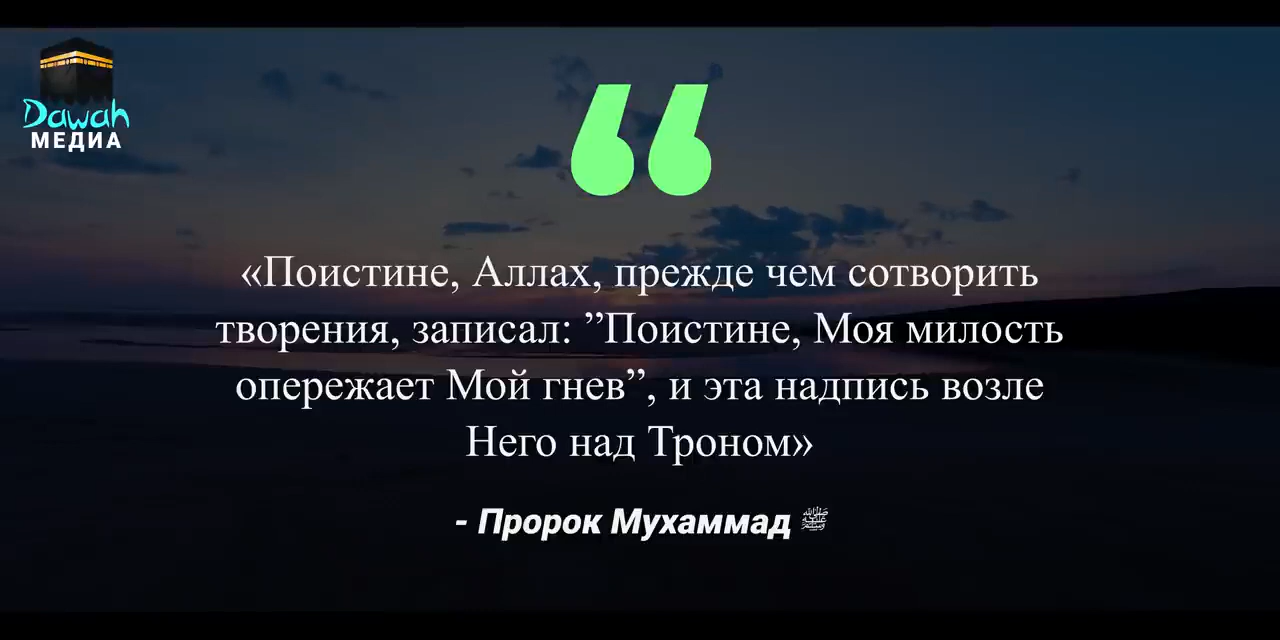 Dawah
МЕДИА
«Поистине, Аллах, прежде чем сотворить
творения, записал: ”Поистине, Моя милость
опережает Мой гнев”, и эта надпись возле
Него над Троном»
- Пророк Мухаммад ﷺ